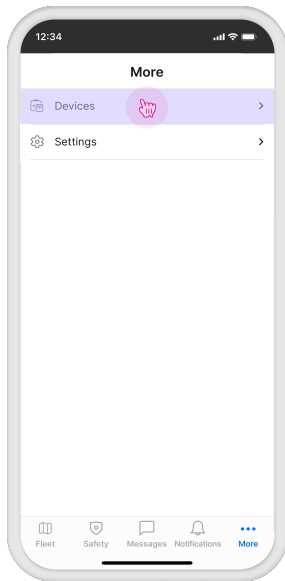 12:34
More
Devices
Settings
Fleet Safety Messages Notifications More